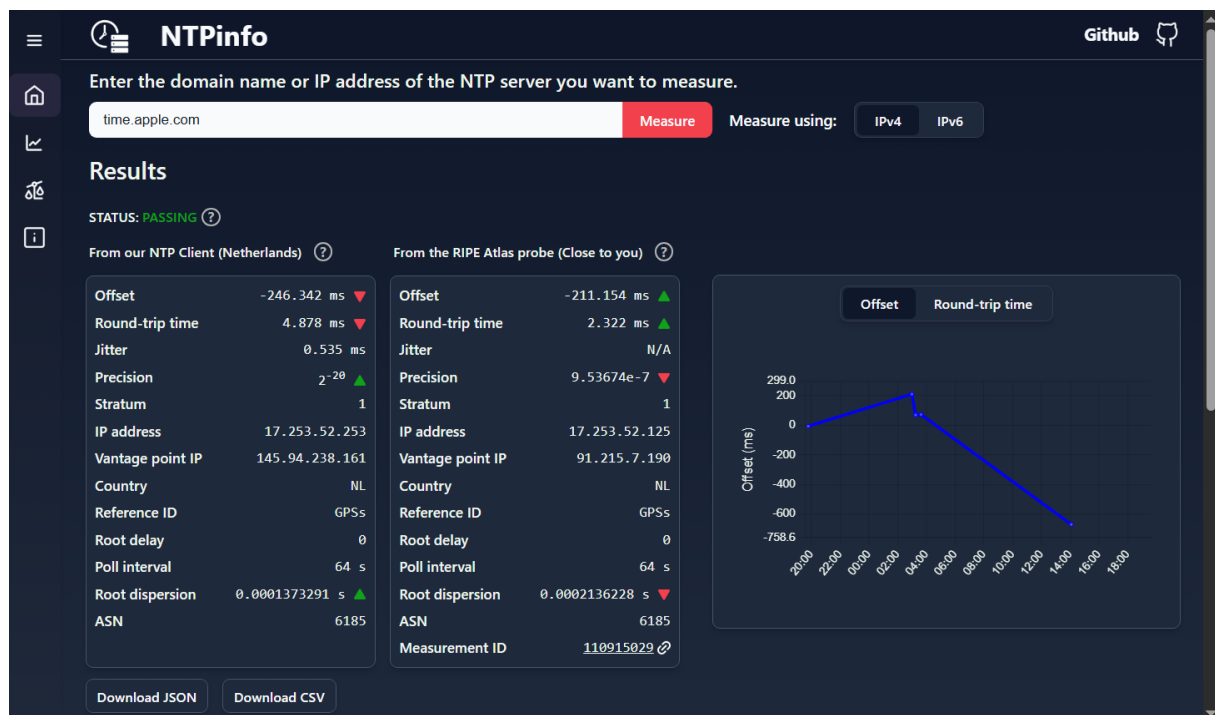 NTPinfo
Github
Enter the domain name or IP address of the NTP server you want to measure.
time.apple.com
Measure
Measure using:
IPv4
IPv6
Results
STATUS: PASSING ?
From our NTP Client (Netherlands) ?
Offset -246.342 ms
Round-trip time 4.878 ms
Jitter 0.535 ms
Precision 2⁻²⁰
Stratum 1
IP address 17.253.52.253
Vantage point IP 145.94.238.161
Country NL
Reference ID GPSs
Root delay 0
Poll interval 64 s
Root dispersion 0.0001373291 s
ASN 6185
From the RIPE Atlas probe (Close to you) ?
Offset -211.154 ms
Round-trip time 2.322 ms
Jitter N/A
Precision 9.53674e-7
Stratum 1
IP address 17.253.52.125
Vantage point IP 91.215.7.190
Country NL
Reference ID GPSs
Root delay 0
Poll interval 64 s
Root dispersion 0.0002136228 s
ASN 6185
Measurement ID 110915029
Offset
Round-trip time
Offset (ms)
299.0
200
0
-200
-400
-600
-758.6
20:00 22:00 00:00 02:00 04:00 06:00 08:00 10:00 12:00 14:00 16:00 18:00
Download JSON
Download CSV